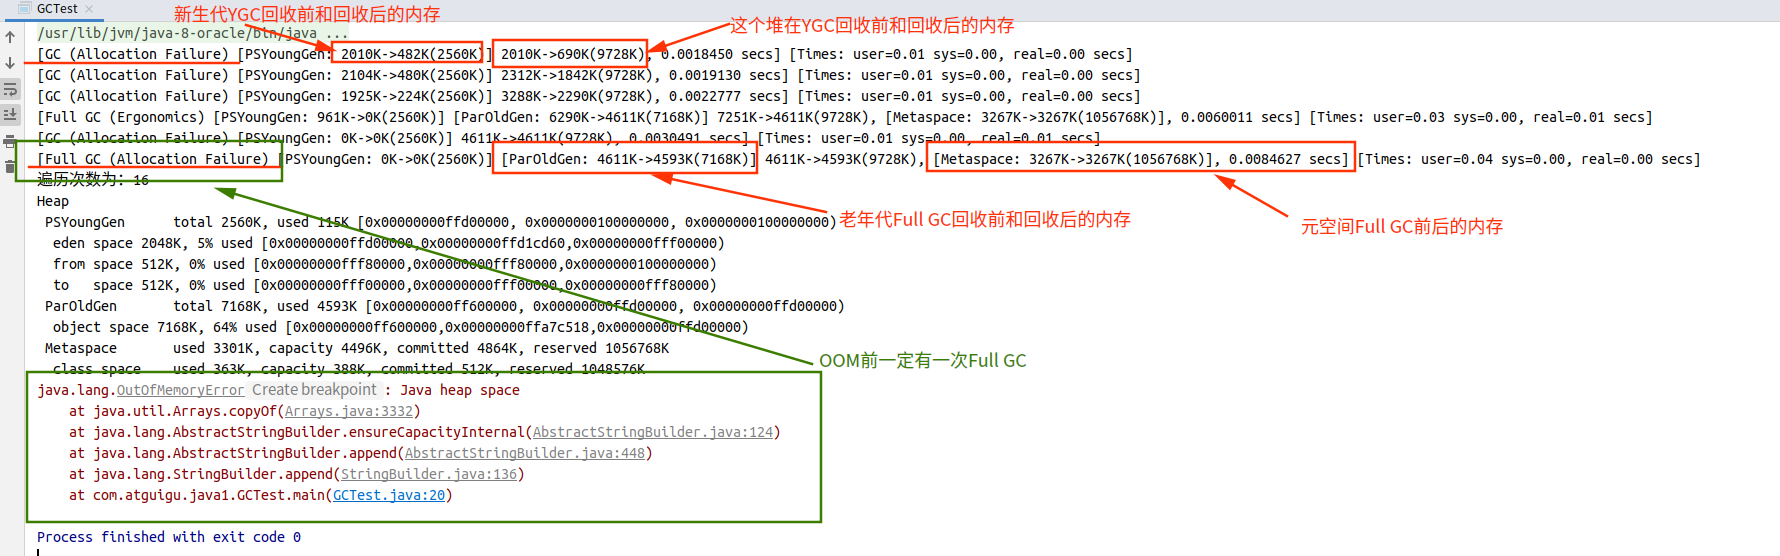 GCTest
新生代YGC回收前和回收后的内存
这个堆在YGC回收前和回收后的内存
/usr/lib/jvm/java-8-oracle/bin/java ...
[GC (Allocation Failure) [PSYoungGen: 2010K->482K(2560K)] 2010K->690K(9728K), 0.0018450 secs] [Times: user=0.01 sys=0.00, real=0.00 secs]
[GC (Allocation Failure) [PSYoungGen: 2104K->480K(2560K)] 2312K->1842K(9728K), 0.0019130 secs] [Times: user=0.01 sys=0.00, real=0.00 secs]
[GC (Allocation Failure) [PSYoungGen: 1925K->224K(2560K)] 3288K->2290K(9728K), 0.0022777 secs] [Times: user=0.01 sys=0.00, real=0.00 secs]
[Full GC (Ergonomics) [PSYoungGen: 961K->0K(2560K)] [ParOldGen: 6290K->4611K(7168K)] 7251K->4611K(9728K), [Metaspace: 3267K->3267K(1056768K)], 0.0060011 secs] [Times: user=0.03 sys=0.00, real=0.01 secs]
[GC (Allocation Failure) [PSYoungGen: 0K->0K(2560K)] 4611K->4611K(9728K), 0.0030491 secs] [Times: user=0.01 sys=0.00, real=0.01 secs]
[Full GC (Allocation Failure) [PSYoungGen: 0K->0K(2560K)] [ParOldGen: 4611K->4593K(7168K)] 4611K->4593K(9728K), [Metaspace: 3267K->3267K(1056768K)], 0.0084627 secs] [Times: user=0.04 sys=0.00, real=0.00 secs]
遍历次数为: 16
Heap
PSYoungGen total 2560K, used 115K [0x00000000ffd00000, 0x0000000100000000, 0x0000000100000000)
老年代Full GC回收前和回收后的内存
元空间Full GC前后的内存
eden space 2048K, 5% used [0x00000000ffd00000,0x00000000ffd1cd60,0x00000000fff00000)
from space 512K, 0% used [0x00000000fff80000,0x00000000fff80000,0x0000000100000000)
to space 512K, 0% used [0x00000000fff00000,0x00000000fff00000,0x00000000fff80000)
ParOldGen total 7168K, used 4593K [0x00000000ff600000, 0x00000000ffd00000, 0x00000000ffd00000)
object space 7168K, 64% used [0x00000000ff600000,0x00000000ffa7c518,0x00000000ffd00000)
Metaspace used 3301K, capacity 4496K, committed 4864K, reserved 1056768K
OOM前一定有一次Full GC
class space used 363K, capacity 388K, committed 512K, reserved 1048576K
java.lang.OutOfMemoryError Create breakpoint : Java heap space
at java.util.Arrays.copyOf(Arrays.java:3332)
at java.lang.AbstractStringBuilder.ensureCapacityInternal(AbstractStringBuilder.java:124)
at java.lang.AbstractStringBuilder.append(AbstractStringBuilder.java:448)
at java.lang.StringBuilder.append(StringBuilder.java:136)
at com.atguigu.java1.GCTest.main(GCTest.java:20)
Process finished with exit code 0